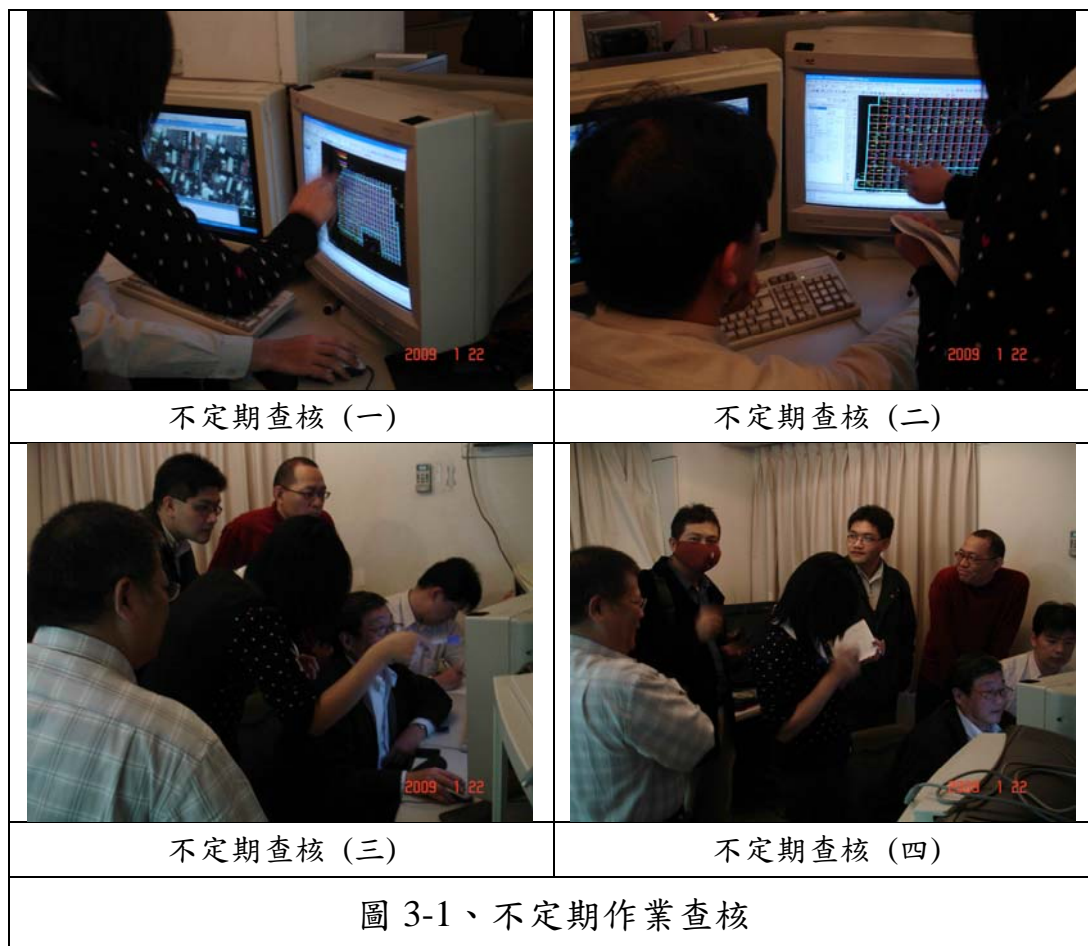 2009 1 22
2009 1 22
不定期查核 (一)
不定期查核 (二)
2009 1 22
2009 1 22
不定期查核 (三)
不定期查核 (四)
圖 3-1、不定期作業查核